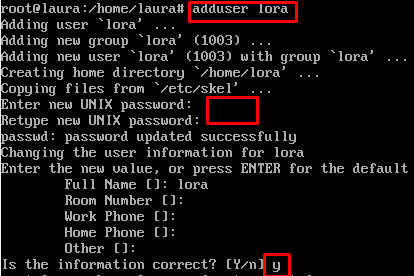 root@laura:/home/laura# adduser lora
Adding user `lora' ...
Adding new group `lora' (1003) ...
Adding new user `lora' (1003) with group `lora' ...
Creating home directory `/home/lora' ...
Copying files from `/etc/skel' ...
Enter new UNIX password:
Retype new UNIX password:
passwd: password updated successfully
Changing the user information for lora
Enter the new value, or press ENTER for the default
Full Name []: lora
Room Number []:
Work Phone []:
Home Phone []:
Other []:
Is the information correct? [Y/n] y